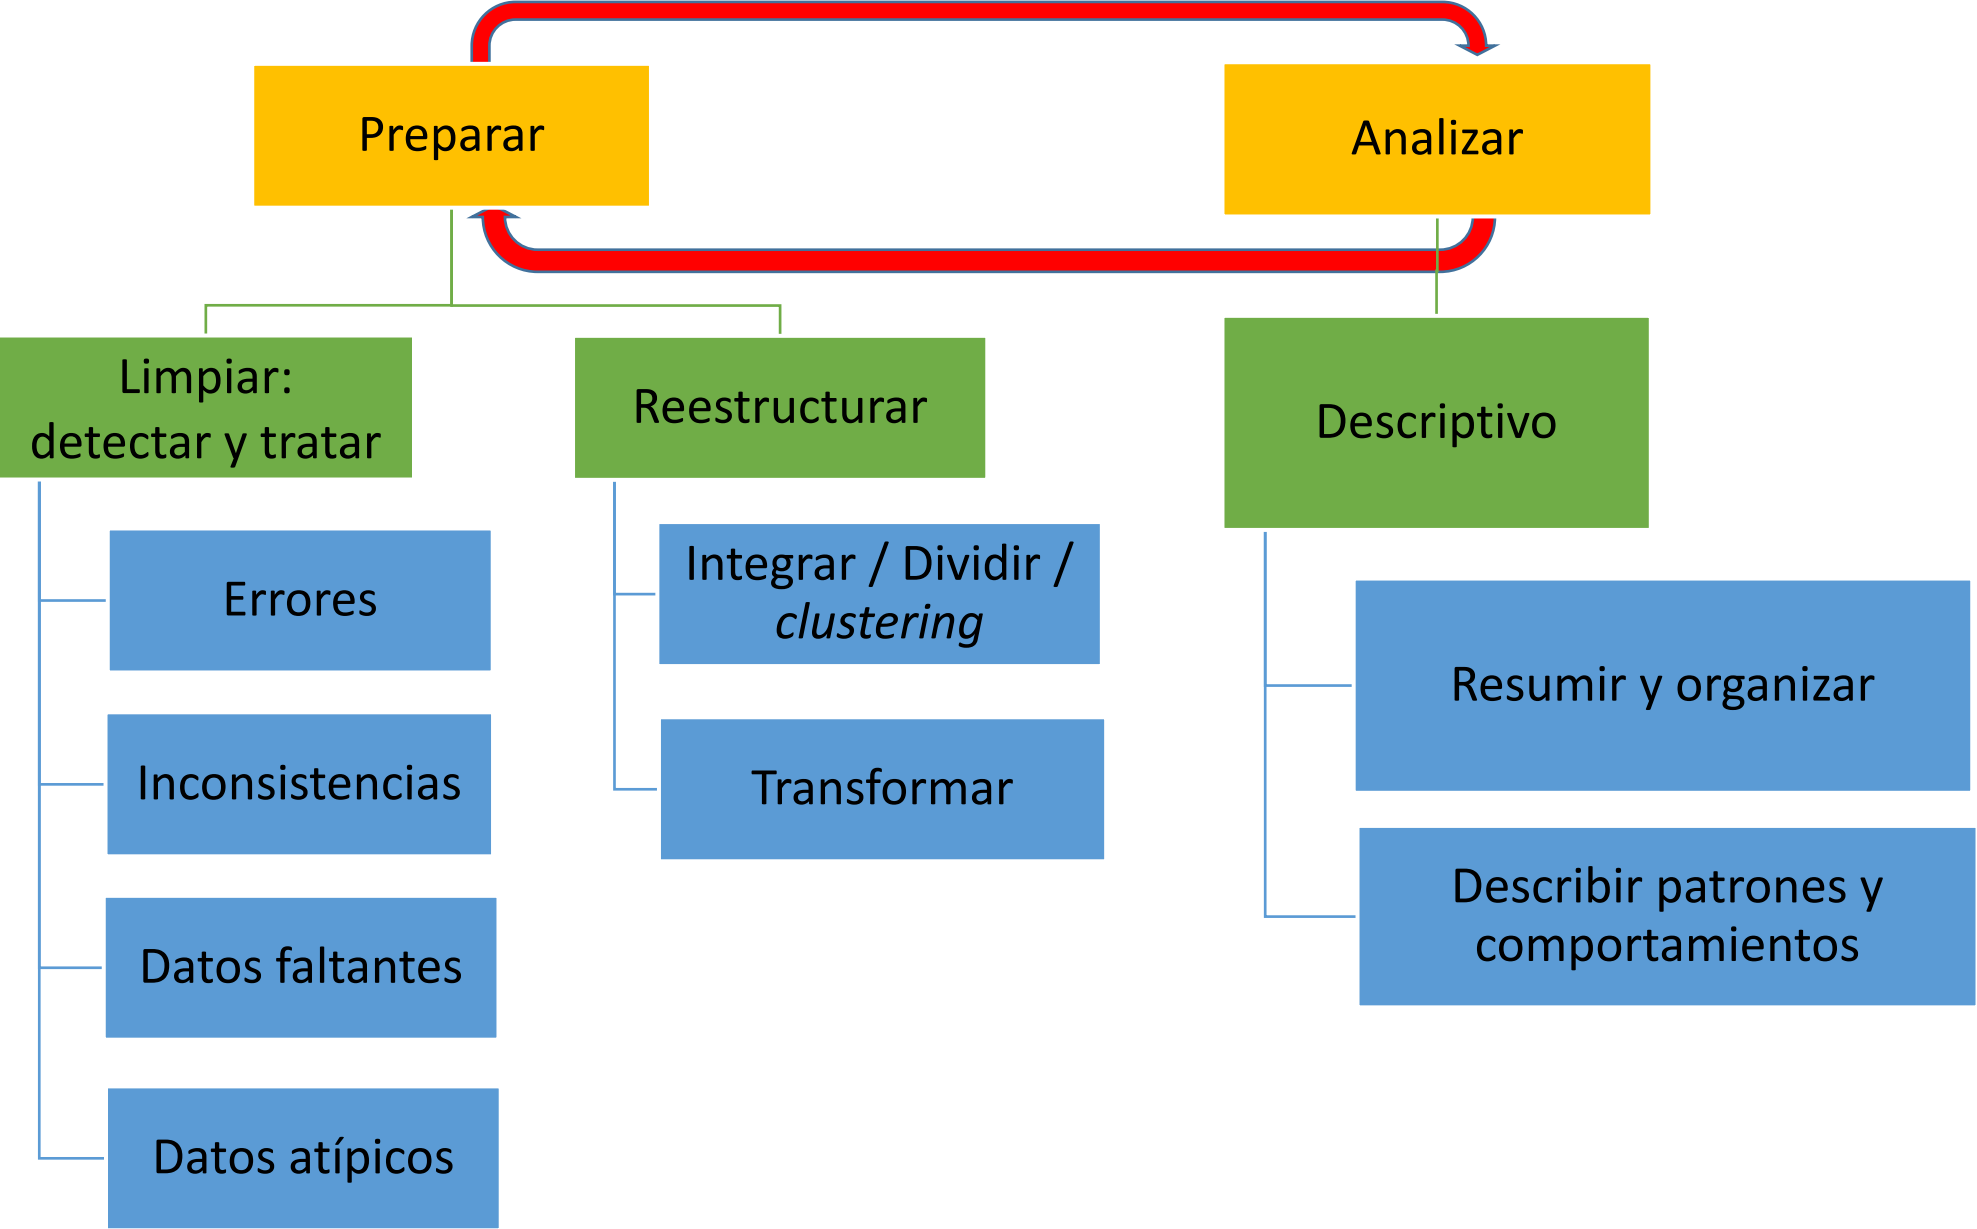 Preparar
Analizar
Limpiar:
detectar y tratar
Reestructurar
Descriptivo
Errores
Inconsistencias
Datos faltantes
Datos atípicos
Integrar / Dividir /
clustering
Transformar
Resumir y organizar
Describir patrones y
comportamientos